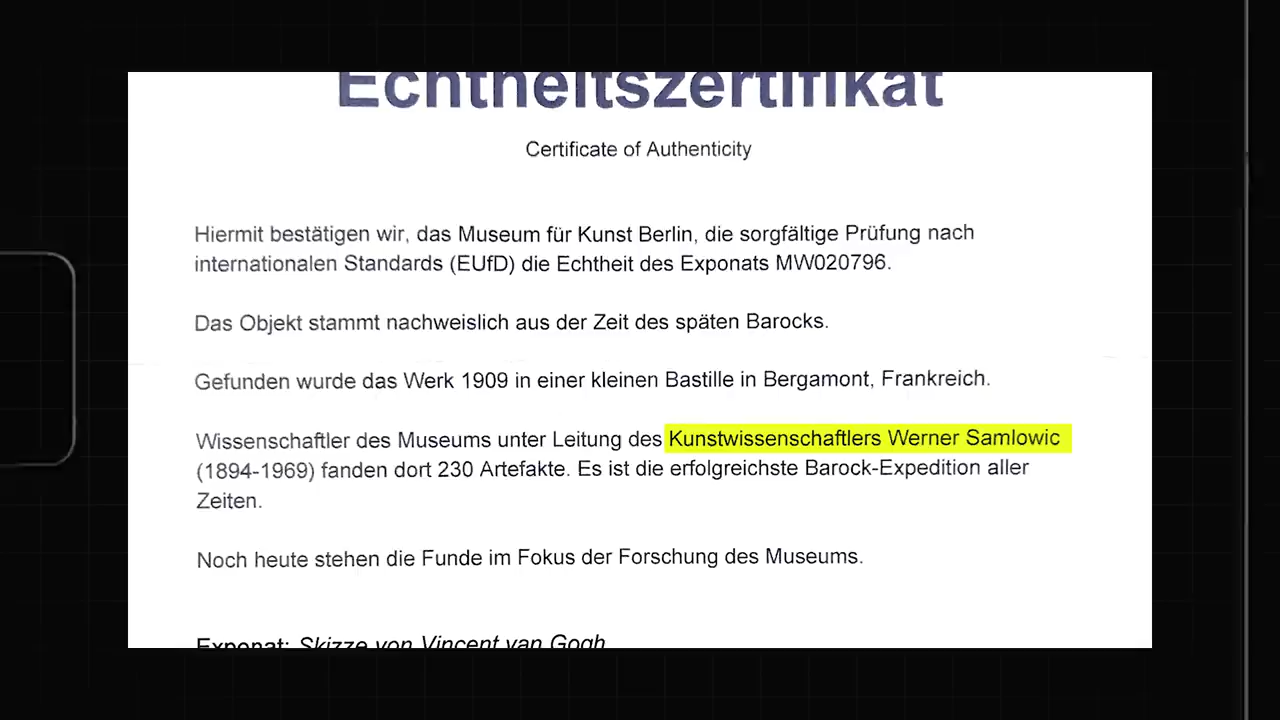 Echtheitszertifikat
Certificate of Authenticity
Hiermit bestätigen wir, das Museum für Kunst Berlin, die sorgfältige Prüfung nach
internationalen Standards (EUfD) die Echtheit des Exponats MW020796.
Das Objekt stammt nachweislich aus der Zeit des späten Barocks.
Gefunden wurde das Werk 1909 in einer kleinen Bastille in Bergamont, Frankreich.
Wissenschaftler des Museums unter Leitung des Kunstwissenschaftlers Werner Samlowic
(1894-1969) fanden dort 230 Artefakte. Es ist die erfolgreichste Barock-Expedition aller
Zeiten.
Noch heute stehen die Funde im Fokus der Forschung des Museums.
Exponat: Skizze von Vincent van Gogh